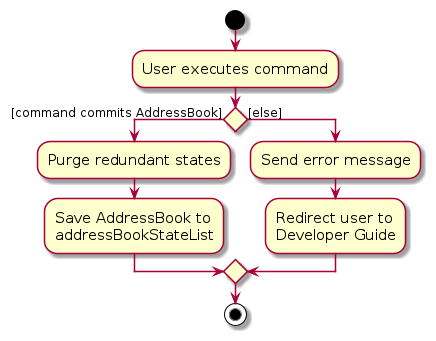 User executes command
[command commits AddressBook]
[else]
Purge redundant states
Send error message
Save AddressBook to
addressBookStateList
Redirect user to
Developer Guide